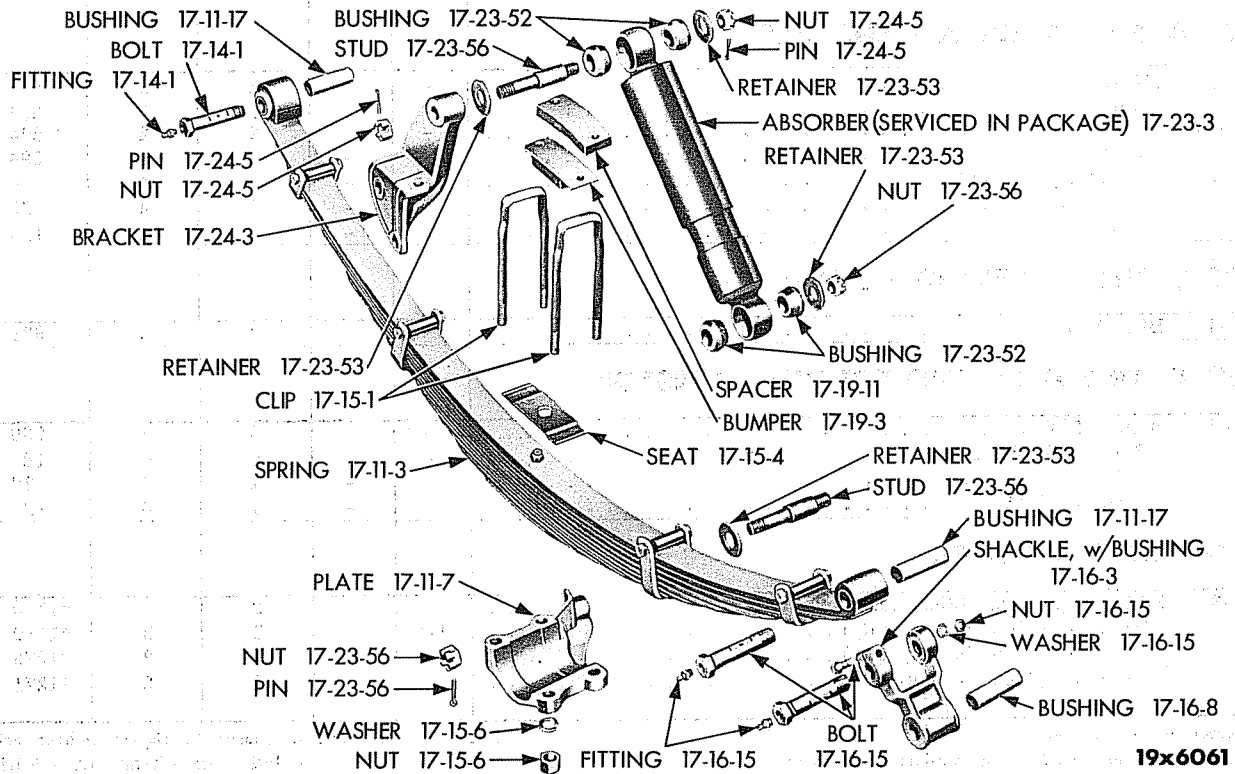 BUSHING 17-11-17
BOLT 17-14-1
FITTING 17-14-1
BUSHING 17-23-52
STUD 17-23-56
NUT 17-24-5
PIN 17-24-5
RETAINER 17-23-53
ABSORBER (SERVICED IN PACKAGE) 17-23-3
RETAINER 17-23-53
NUT 17-23-56
PIN 17-24-5
NUT 17-24-5
BRACKET 17-24-3
RETAINER 17-23-53
CLIP 17-15-1
BUSHING 17-23-52
SPACER 17-19-11
BUMPER 17-19-3
SEAT 17-15-4
SPRING 17-11-3
RETAINER 17-23-53
STUD 17-23-56
BUSHING 17-11-17
SHACKLE, w/BUSHING
17-16-3
NUT 17-16-15
WASHER 17-16-15
PLATE 17-11-7
NUT 17-23-56
PIN 17-23-56
WASHER 17-15-6
NUT 17-15-6
FITTING 17-16-15
BOLT
17-16-15
BUSHING 17-16-8
19x6061